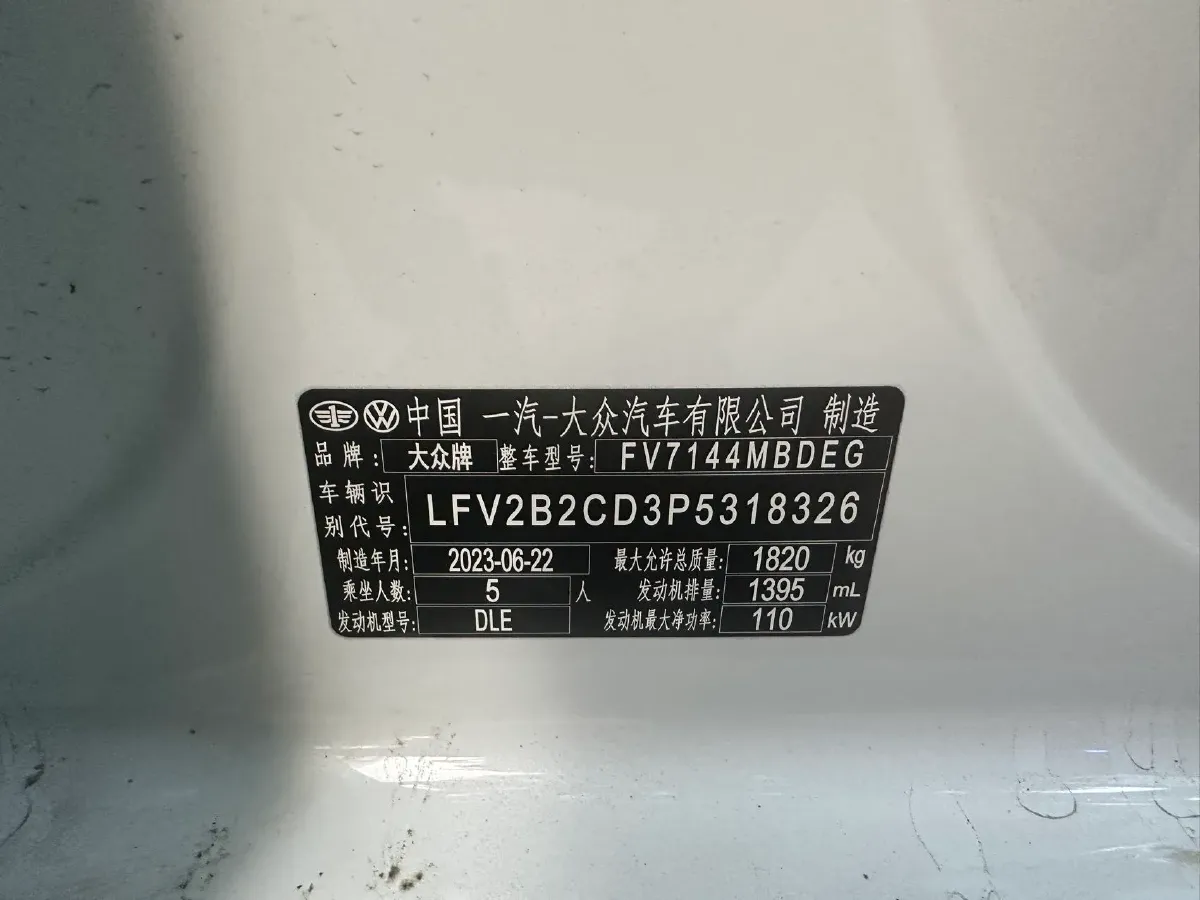 中国 一汽-大众汽车有限公司 制造
品牌: 大众牌 整车型号: FV7144MBDEG
车辆识别代号: LFV2B2CD3P5318326
制造年月: 2023-06-22 最大允许总质量: 1820 kg
乘坐人数: 5 人 发动机排量: 1395 mL
发动机型号: DLE 发动机最大净功率: 110 kW